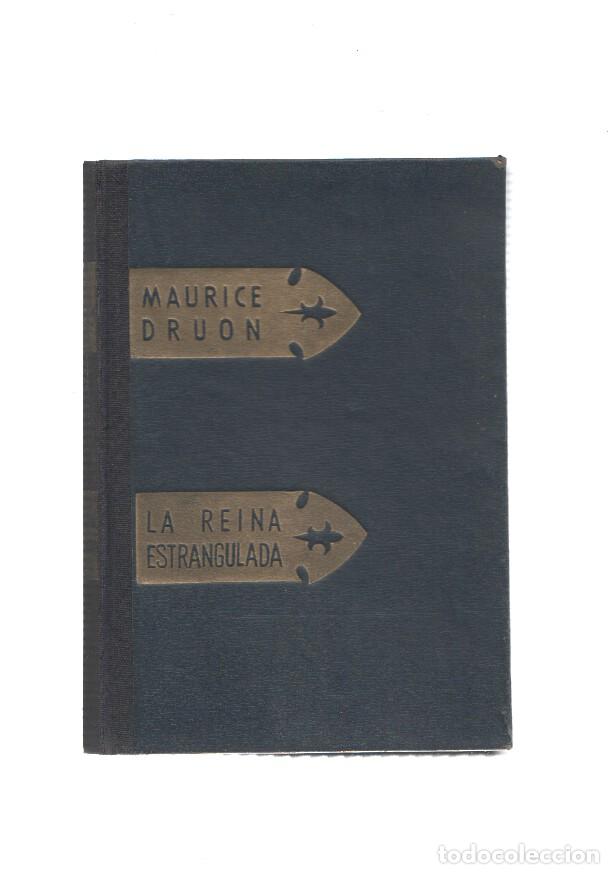 MAURICE
DRUON
LA REINA
ESTRANGULADA
todocoleccion